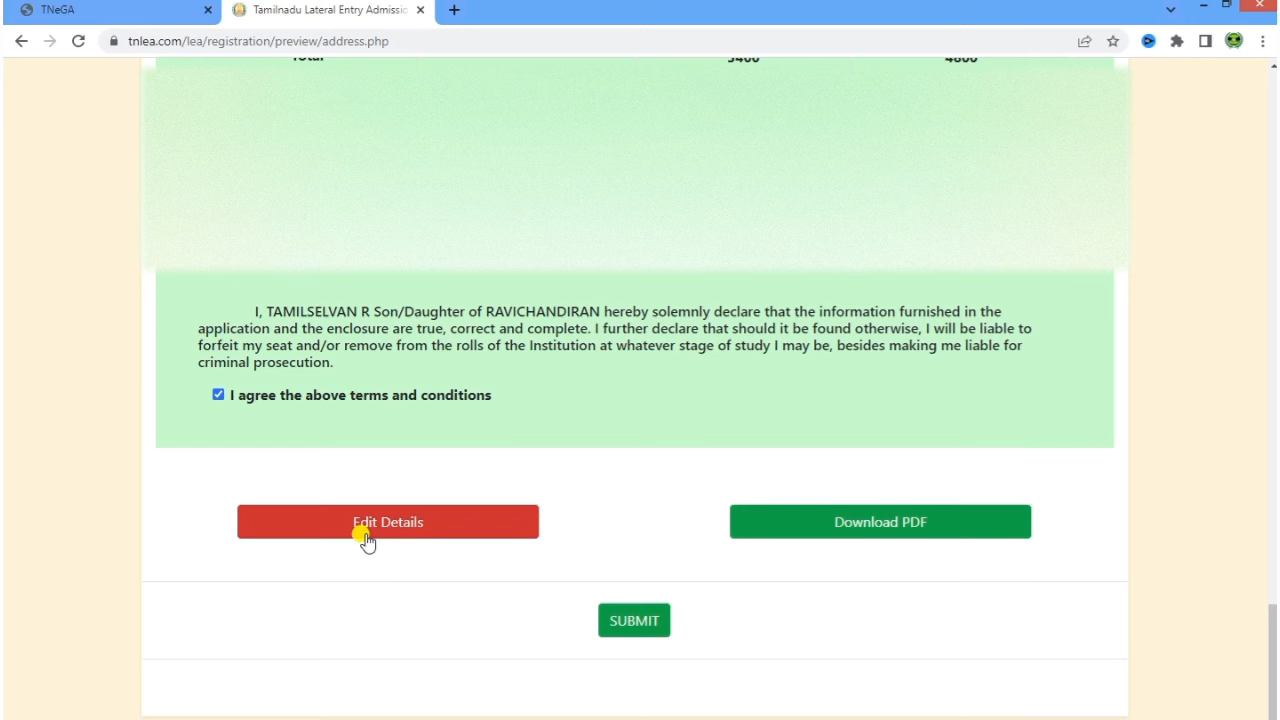 TNeGA
Tamilnadu Lateral Entry Admissio
tnlea.com/lea/registration/preview/address.php
Total 5400 4800
I, TAMILSELVAN R Son/Daughter of RAVICHANDIRAN hereby solemnly declare that the information furnished in the
application and the enclosure are true, correct and complete. I further declare that should it be found otherwise, I will be liable to
forfeit my seat and/or remove from the rolls of the Institution at whatever stage of study I may be, besides making me liable for
criminal prosecution.
I agree the above terms and conditions
Edit Details Download PDF
SUBMIT